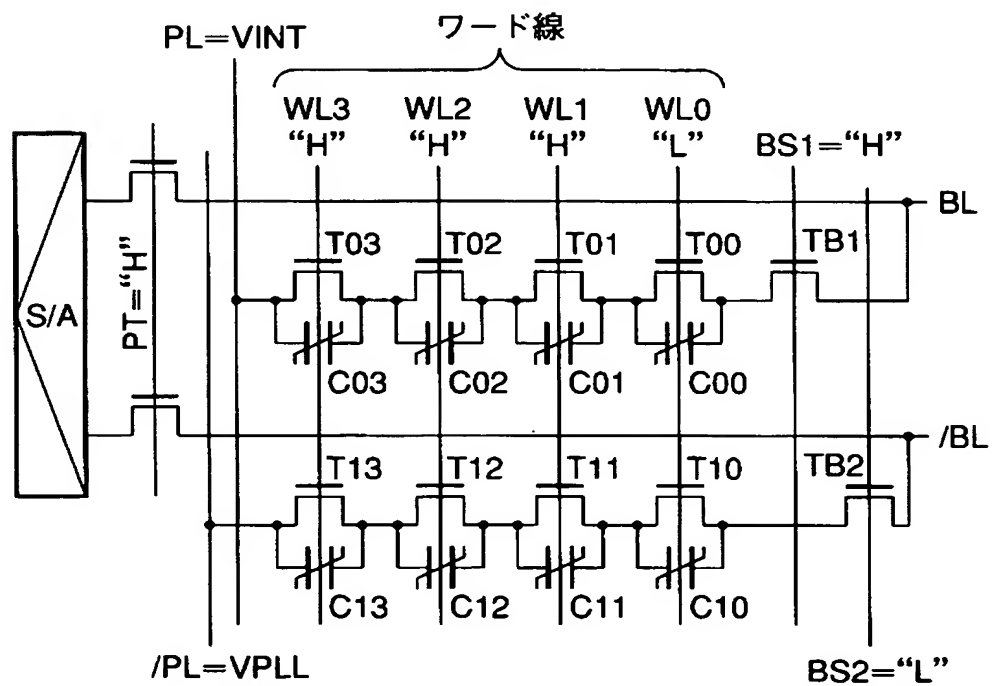 ワード線
PL=VINT
WL3 WL2 WL1 WL0
“H” “H” “H” “L” BS1=“H”
BL
T03 T02 T01 T00 TB1
S/A
PT=“H”
C03 C02 C01 C00
/BL
T13 T12 T11 T10 TB2
C13 C12 C11 C10
/PL=VPLL
BS2=“L”